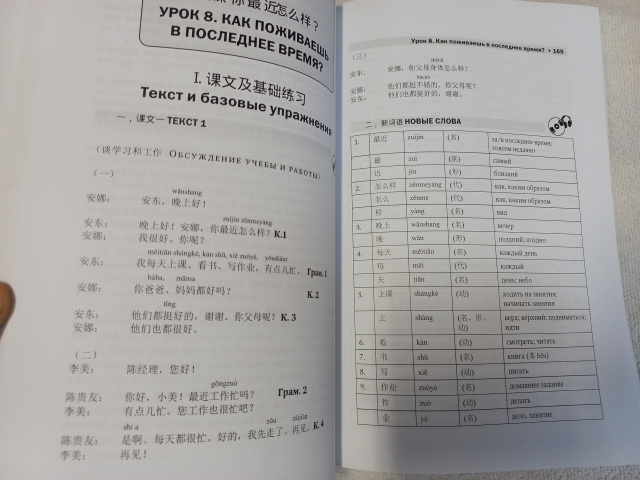 你最近怎么样？
УРОК 8. КАК ПОЖИВАЕШЬ
В ПОСЛЕДНЕЕ ВРЕМЯ?
I. 课文及基础练习
Текст и базовые упражнения
一，课文一 ТЕКСТ 1
（谈学习和工作 ОБСУЖДЕНИЕ УЧЕБЫ И РАБОТЫ）
（一）
wǎnshang
安娜： 安东，晚上好！
zuìjìn zěnmeyàng
安东： 晚上好！安娜，你最近怎么样？ К.1
安娜： 我很好。你呢？
měitiān shàngkè, kàn shū, xiě zuòyè, yǒudiǎnr
安东： 我每天上课、看书、写作业，有点儿忙。 Грам. 1
bàba, māma
安娜： 你爸爸、妈妈都好吗？ К. 2
tǐng
安东： 他们都挺好的，谢谢。你父母呢？ К. 3
安娜： 他们也都很好。
（二）
李美： 陈经理，您好！
gōngzuò
陈贵友： 你好，小美！最近工作忙吗？ Грам. 2
李美： 有点儿忙。您工作也很忙吧？
shì a zǒu zàijiàn
陈贵友： 是啊。每天都很忙。好的，我先走了。再见。 К. 4
李美： 再见！
Урок 8. Как поживаешь в последнее время? • 169
（三）
shēntǐ
安东： 安娜，你父母身体怎么样？
búcuò
安娜： 他们都挺不错的，你父母呢？
安东： 他们也都挺好的，谢谢。
二，新词语 НОВЫЕ СЛОВА
1. 最近 zuìjìn （名） за/в последнее время; совсем недавно
最 zuì （副） самый
近 jìn （形） близкий
2. 怎么样 zěnmeyàng （代） как, каким образом
怎么 zěnme （代） как, каким образом
样 yàng （名） вид
3. 晚上 wǎnshang （名） вечер
晚 wǎn （形） поздний; поздно
4. 每天 měitiān （名） каждый день
每 měi （代） каждый
天 tiān （名） день; небо
5. 上课 shàngkè （动） ходить на занятия; начинать занятия
上 shàng （名、形、动） верх; верхний; подниматься; идти
6. 看 kàn （动） смотреть, читать
7. 书 shū （名） книга (本 běn)
8. 写 xiě （动） писать
9. 作业 zuòyè （名） домашнее задание
作 zuò （动） делать
业 yè （名） дело, занятие